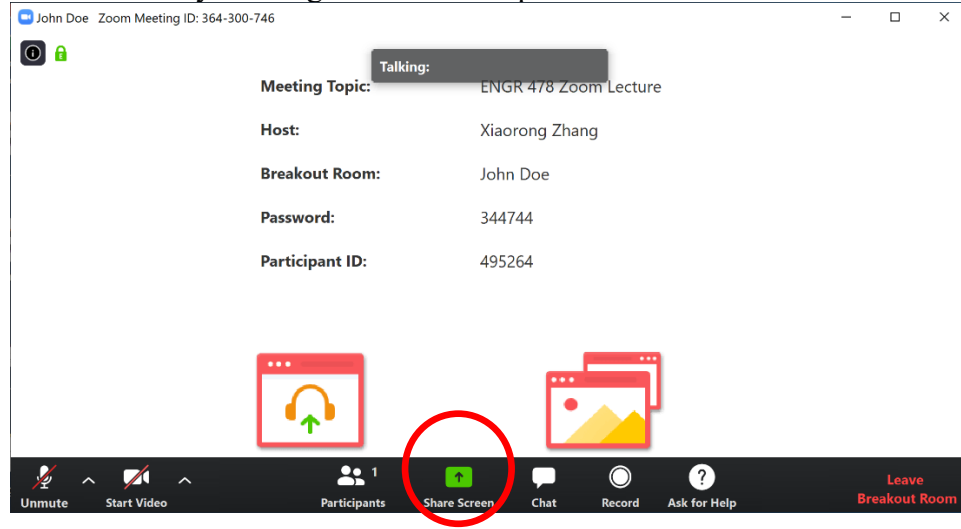 John Doe Zoom Meeting ID: 364-300-746
Talking:
Meeting Topic: ENGR 478 Zoom Lecture
Host: Xiaorong Zhang
Breakout Room: John Doe
Password: 344744
Participant ID: 495264
Unmute Start Video Participants 1 Share Screen Chat Record Ask for Help Leave Breakout Room